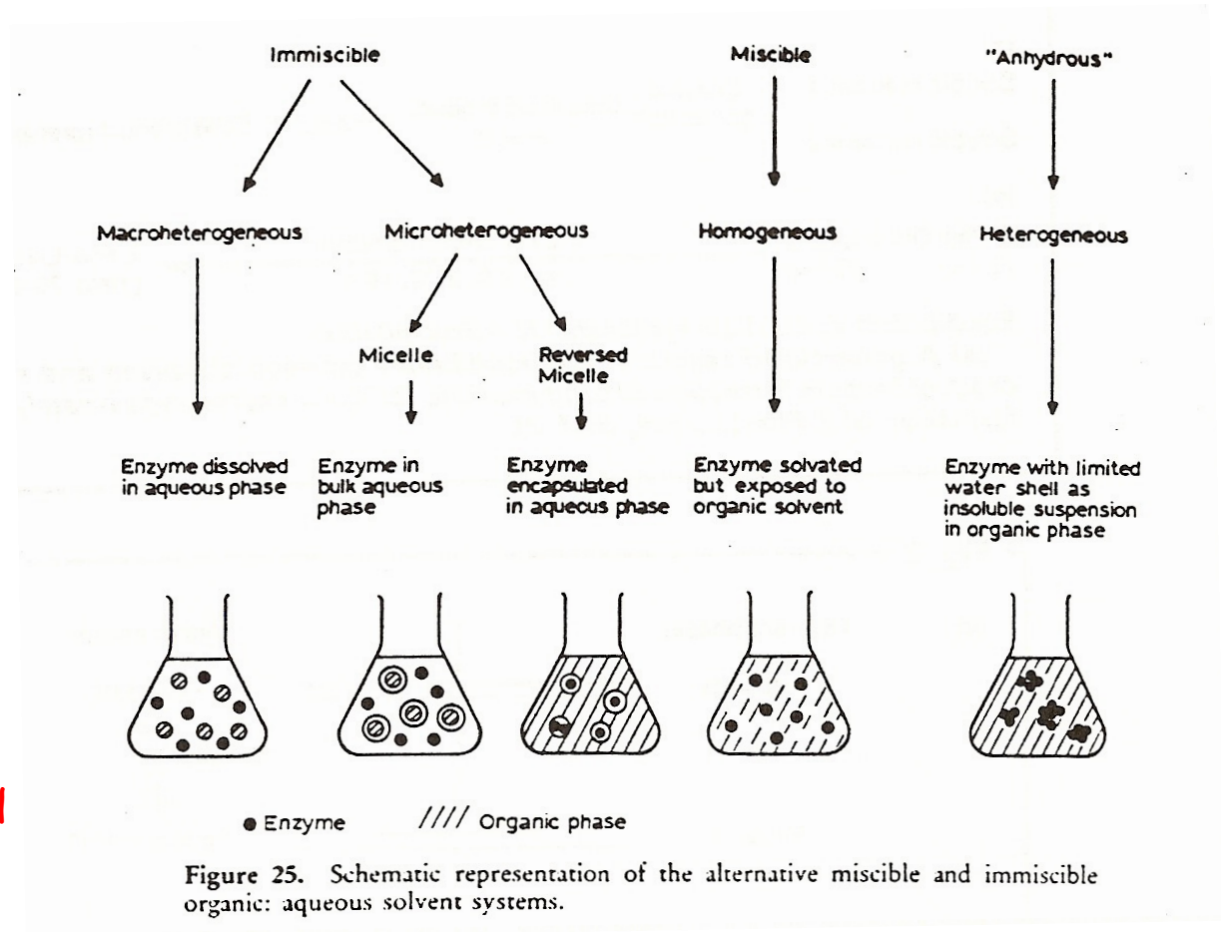 Immiscible
Miscible
"Anhydrous"
Macroheterogeneous
Microheterogeneous
Homogeneous
Heterogeneous
Micelle
Reversed
Micelle
Enzyme dissolved
in aqueous phase
Enzyme in
bulk aqueous
phase
Enzyme
encapsulated
in aqueous phase
Enzyme solvated
but exposed to
organic solvent
Enzyme with limited
water shell as
insoluble suspension
in organic phase
Enzyme
//// Organic phase
Figure 25. Schematic representation of the alternative miscible and immiscible
organic: aqueous solvent systems.